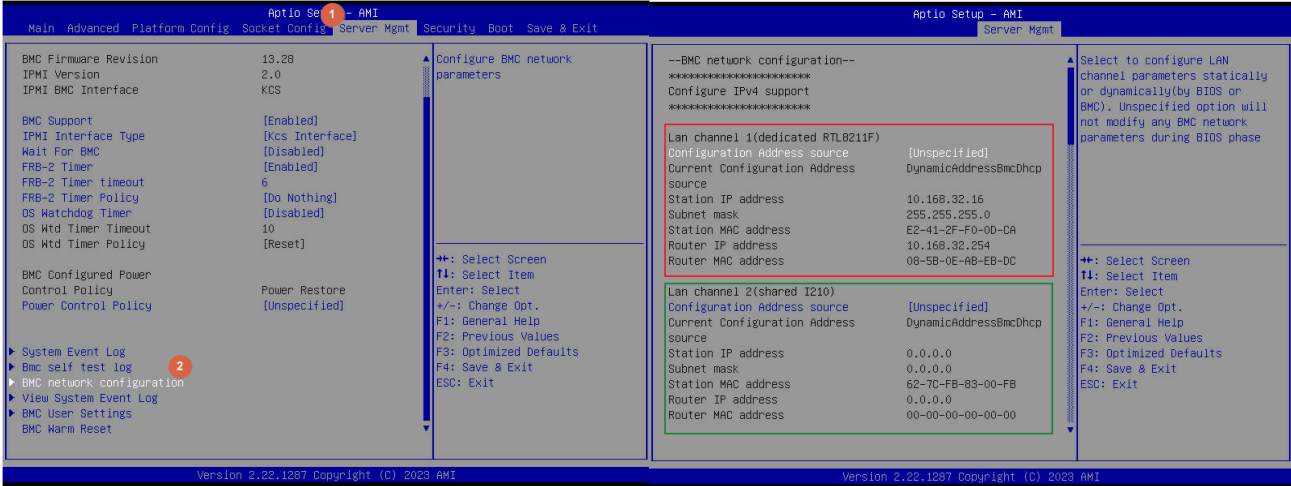 Aptio Se 1 - AMI
Main Advanced Platform Config Socket Config Server Mgmt Security Boot Save & Exit
BMC Firmware Revision 13.28
IPMI Version 2.0
IPMI BMC Interface KCS
BMC Support [Enabled]
IPMI Interface Type [Kcs Interface]
Wait For BMC [Disabled]
FRB-2 Timer [Enabled]
FRB-2 Timer timeout 6
FRB-2 Timer Policy [Do Nothing]
OS Watchdog Timer [Disabled]
OS Wtd Timer Timeout 10
OS Wtd Timer Policy [Reset]
BMC Configured Power
Control Policy Power Restore
Power Control Policy [Unspecified]
System Event Log
Bmc self test log 2
BMC network configuration
View System Event Log
BMC User Settings
BMC Warm Reset
Configure BMC network
parameters
→←: Select Screen
↑↓: Select Item
Enter: Select
+/-: Change Opt.
F1: General Help
F2: Previous Values
F3: Optimized Defaults
F4: Save & Exit
ESC: Exit
Version 2.22.1287 Copyright (C) 2023 AMI
Aptio Setup - AMI
Server Mgmt
--BMC network configuration--
***********************
Configure IPv4 support
***********************
Lan channel 1(dedicated RTL8211F)
Configuration Address source [Unspecified]
Current Configuration Address DynamicAddressBmcDhcp
source
Station IP address 10.168.32.16
Subnet mask 255.255.255.0
Station MAC address E2-41-2F-F0-0D-CA
Router IP address 10.168.32.254
Router MAC address 08-5B-0E-AB-EB-DC
Lan channel 2(shared I210)
Configuration Address source [Unspecified]
Current Configuration Address DynamicAddressBmcDhcp
source
Station IP address 0.0.0.0
Subnet mask 0.0.0.0
Station MAC address 62-7C-FB-83-00-FB
Router IP address 0.0.0.0
Router MAC address 00-00-00-00-00-00
Select to configure LAN
channel parameters statically
or dynamically(by BIOS or
BMC). Unspecified option will
not modify any BMC network
parameters during BIOS phase
→←: Select Screen
↑↓: Select Item
Enter: Select
+/-: Change Opt.
F1: General Help
F2: Previous Values
F3: Optimized Defaults
F4: Save & Exit
ESC: Exit
Version 2.22.1287 Copyright (C) 2023 AMI